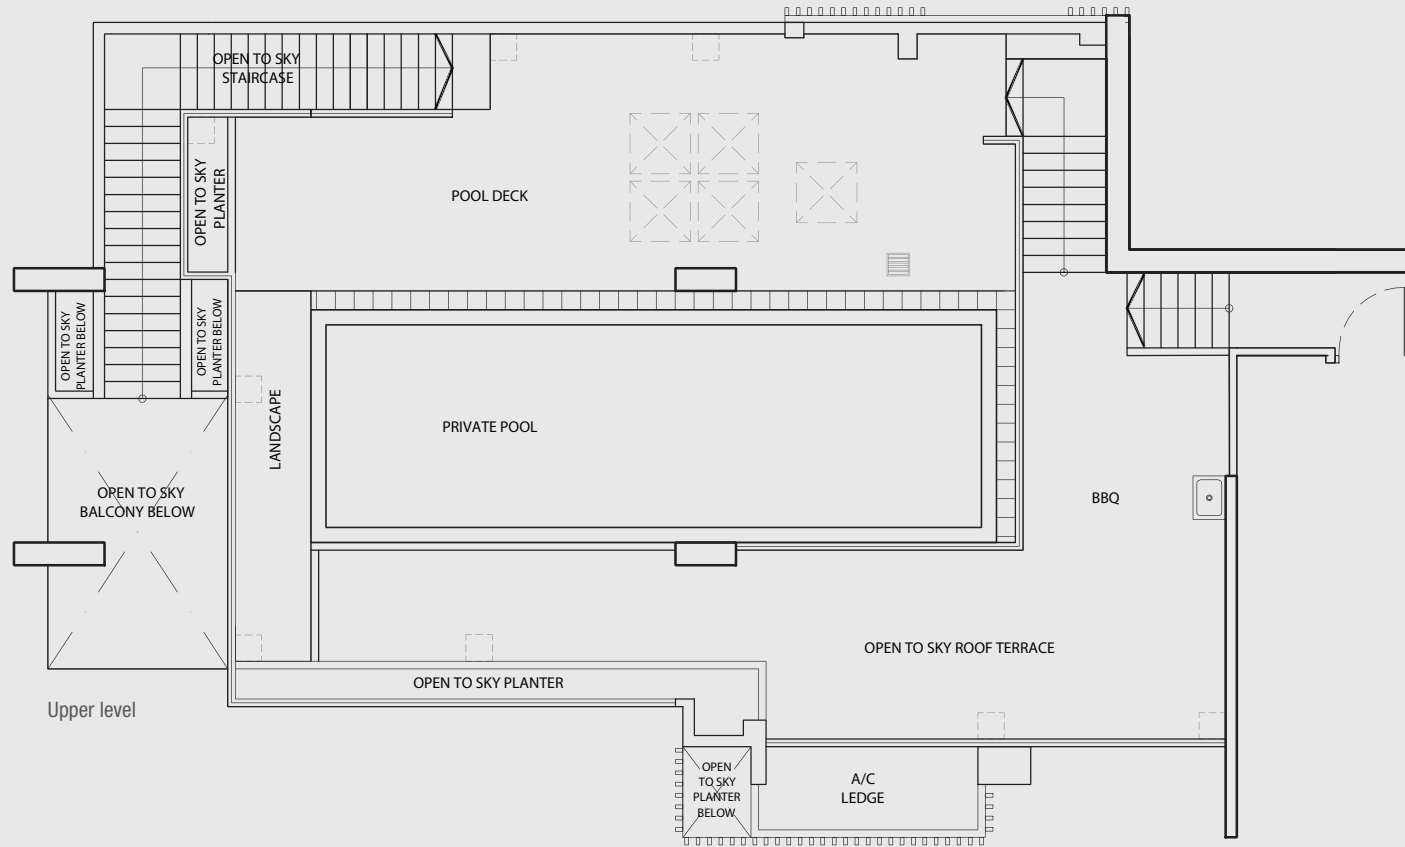 OPEN TO SKY
STAIRCASE
OPEN TO SKY
PLANTER
POOL DECK
OPEN TO SKY
PLANTER BELOW
OPEN TO SKY
PLANTER BELOW
LANDSCAPE
PRIVATE POOL
OPEN TO SKY
BALCONY BELOW
BBQ
OPEN TO SKY ROOF TERRACE
OPEN TO SKY PLANTER
Upper level
OPEN
TO SKY
PLANTER
BELOW
A/C
LEDGE